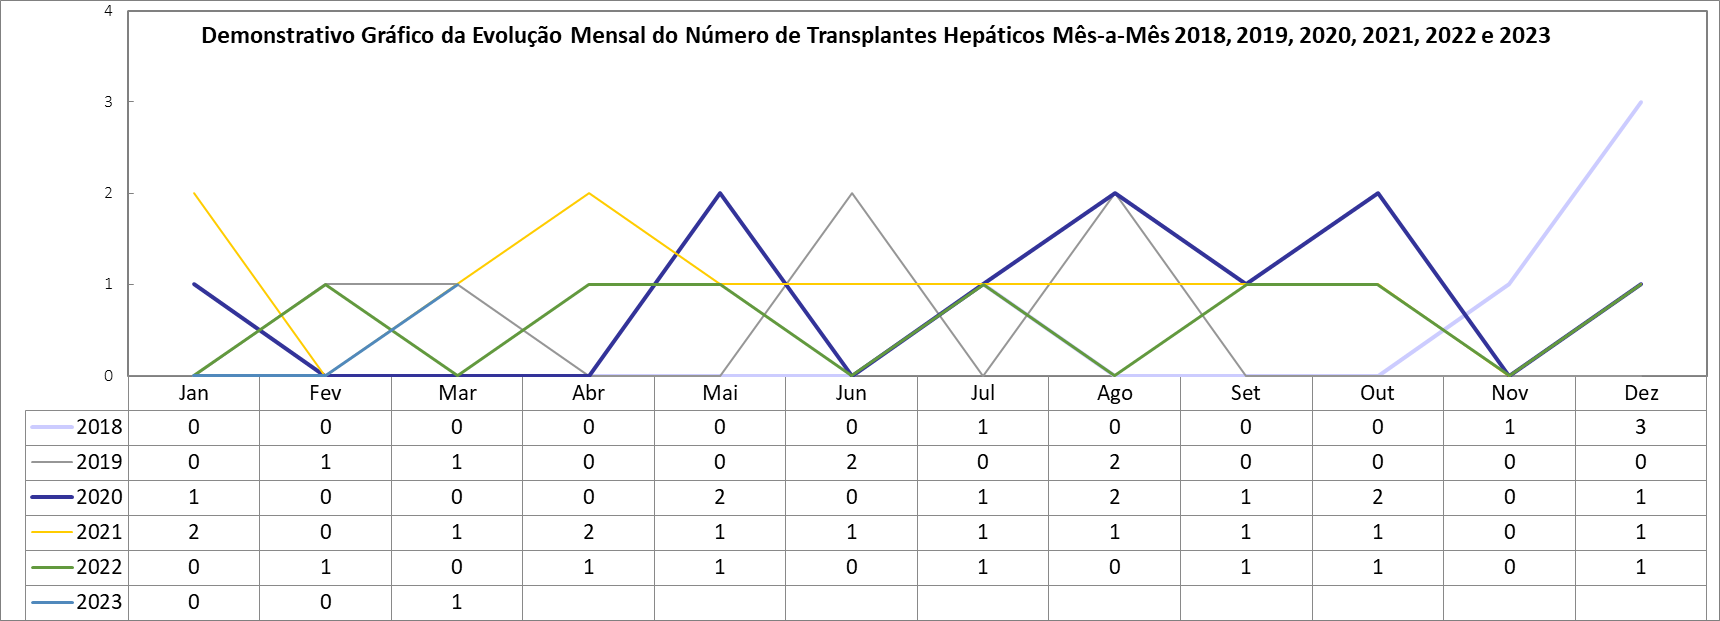 Demonstrativo Gráfico da Evolução Mensal do Número de Transplantes Hepáticos Mês-a-Mês 2018, 2019, 2020, 2021, 2022 e 2023
4
3
2
1
0
Jan Fev Mar Abr Mai Jun Jul Ago Set Out Nov Dez
2018 0 0 0 0 0 0 1 0 0 0 1 3
2019 0 1 1 0 0 2 0 2 0 0 0 0
2020 1 0 0 0 2 0 1 2 1 2 0 1
2021 2 0 1 2 1 1 1 1 1 1 0 1
2022 0 1 0 1 1 0 1 0 1 1 0 1
2023 0 0 1